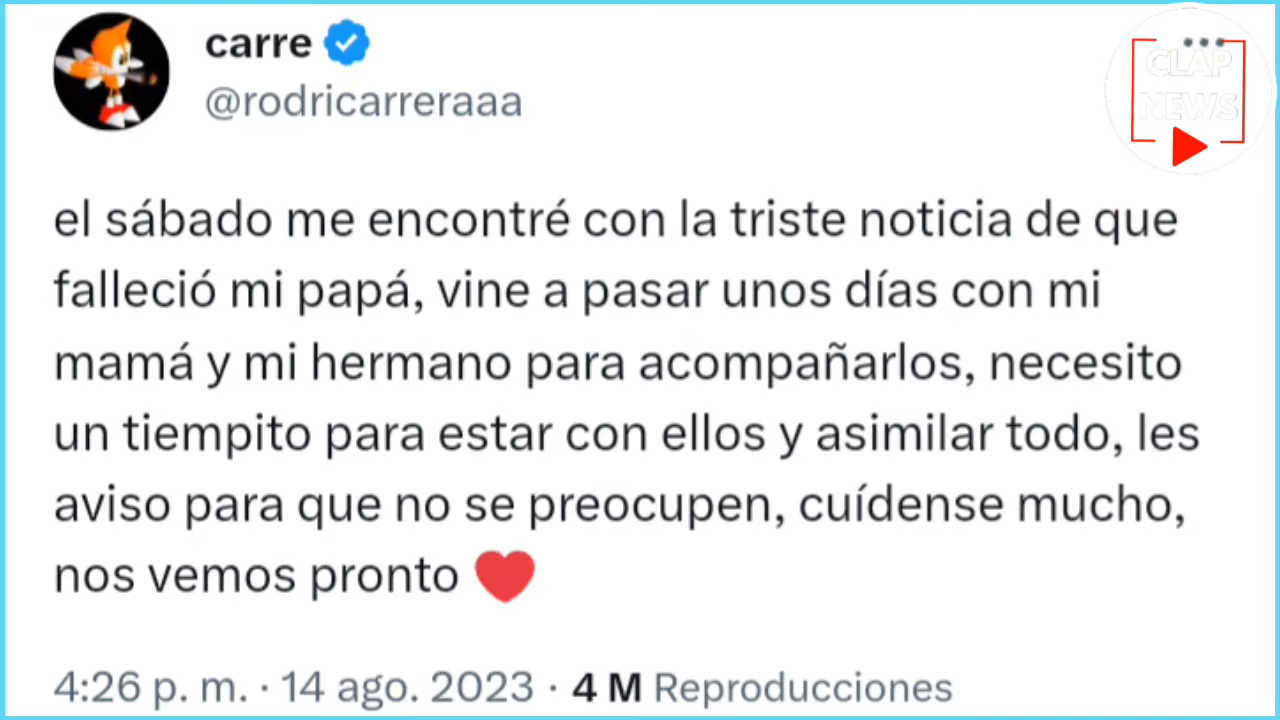 carre
@rodricarreraaa
CLAP
NEWS
el sábado me encontré con la triste noticia de que
falleció mi papá, vine a pasar unos días con mi
mamá y mi hermano para acompañarlos, necesito
un tiempito para estar con ellos y asimilar todo, les
aviso para que no se preocupen, cuídense mucho,
nos vemos pronto ❤️
4:26 p. m. · 14 ago. 2023 · 4 M Reproducciones